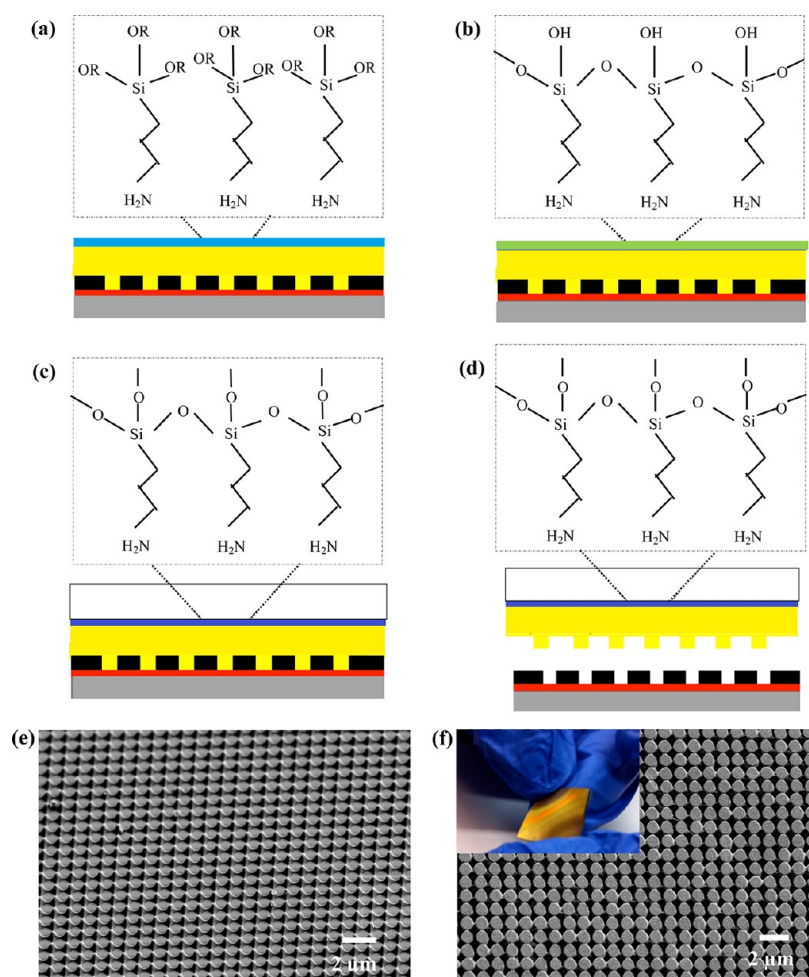 (a)
OR OR OR
OR OR OR OR OR OR
Si Si Si
H₂N H₂N H₂N
(b)
OH OH OH
O O O O
Si Si Si
H₂N H₂N H₂N
(c)
O O O
O O O O
Si Si Si
H₂N H₂N H₂N
(d)
O O O
O O O O
Si Si Si
H₂N H₂N H₂N
(e)
2 µm
(f)
2 µm